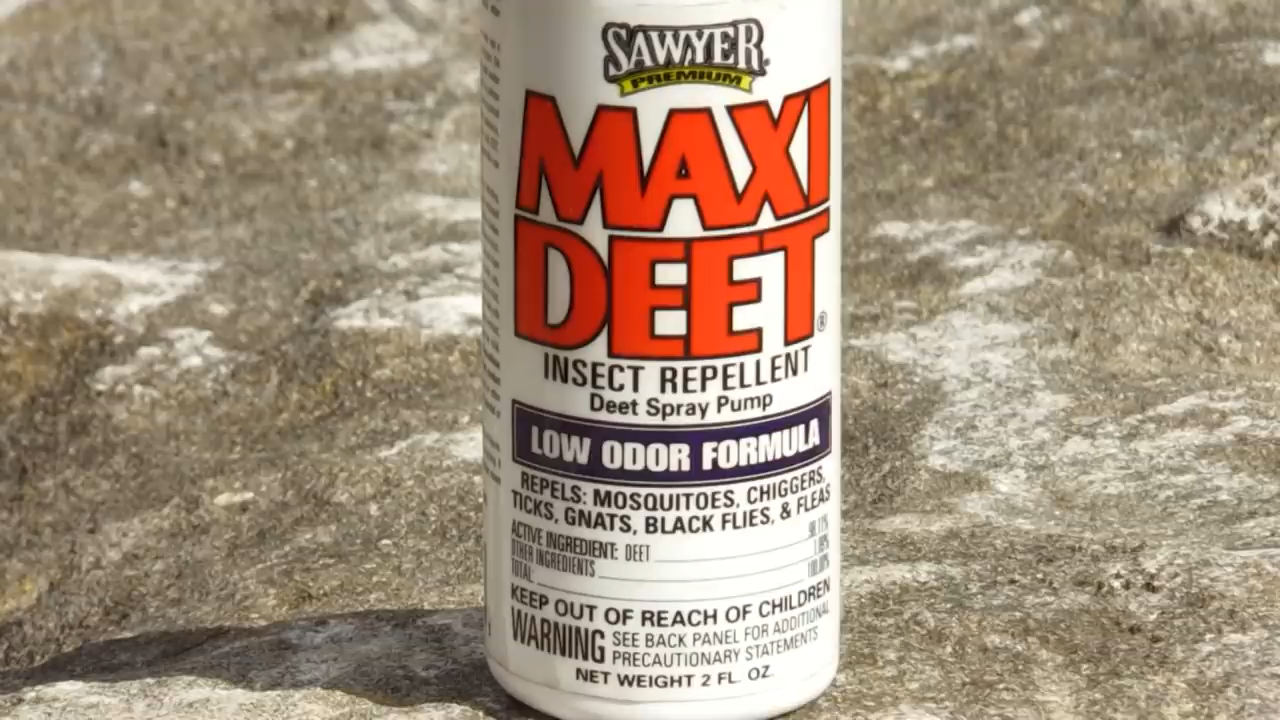 SAWYER
PREMIUM
MAXI
DEET®
INSECT REPELLENT
Deet Spray Pump
LOW ODOR FORMULA
REPELS: MOSQUITOES, CHIGGERS,
TICKS, GNATS, BLACK FLIES, & FLEAS
ACTIVE INGREDIENT: DEET
OTHER INGREDIENTS
TOTAL: 100.00%
KEEP OUT OF REACH OF CHILDREN
WARNING SEE BACK PANEL FOR ADDITIONAL
PRECAUTIONARY STATEMENTS
NET WEIGHT 2 FL. OZ.